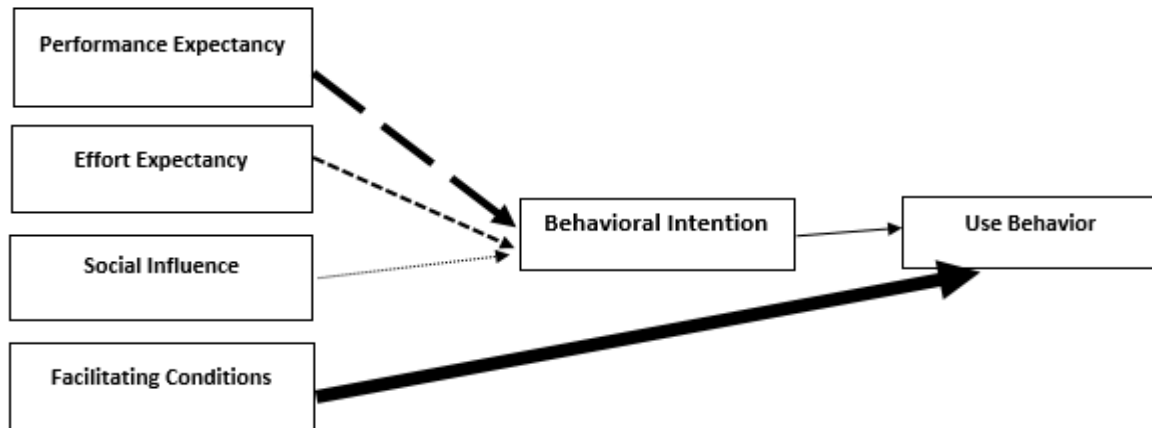 Performance Expectancy
Effort Expectancy
Social Influence
Facilitating Conditions
Behavioral Intention
Use Behavior